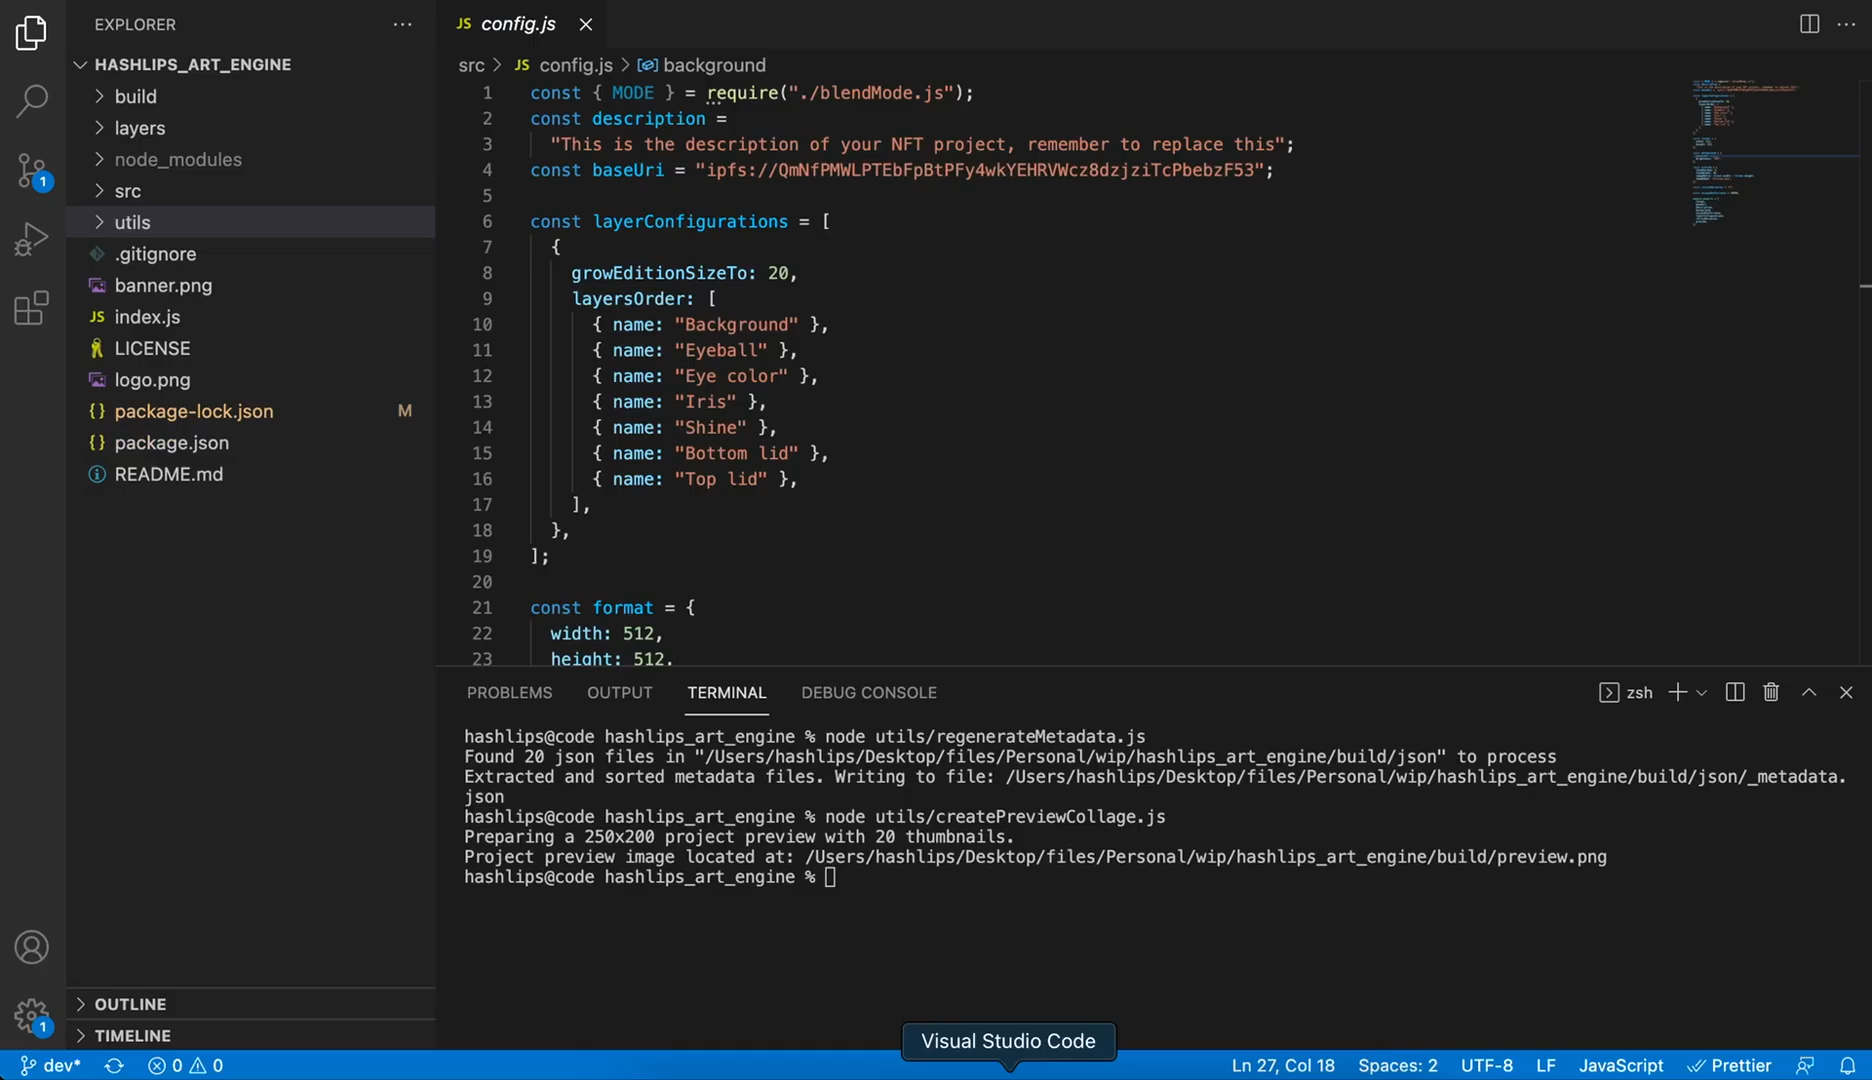 EXPLORER
HASHLIPS_ART_ENGINE
build
layers
node_modules
src
utils
.gitignore
banner.png
JS index.js
LICENSE
logo.png
{} package-lock.json M
{} package.json
README.md
OUTLINE
TIMELINE
1
1
JS config.js
src > JS config.js > background
1 const { MODE } = require("./blendMode.js");
2 const description =
3 "This is the description of your NFT project, remember to replace this";
4 const baseUri = "ipfs://QmNfPMWLPTEbFpBtPFy4wkYEHRVWcz8dzjziTcPbebzF53";
5
6 const layerConfigurations = [
7 {
8 growEditionSizeTo: 20,
9 layersOrder: [
10 { name: "Background" },
11 { name: "Eyeball" },
12 { name: "Eye color" },
13 { name: "Iris" },
14 { name: "Shine" },
15 { name: "Bottom lid" },
16 { name: "Top lid" },
17 ],
18 },
19 ];
20
21 const format = {
22 width: 512,
23 height: 512,
PROBLEMS OUTPUT TERMINAL DEBUG CONSOLE zsh
hashlips@code hashlips_art_engine % node utils/regenerateMetadata.js
Found 20 json files in "/Users/hashlips/Desktop/files/Personal/wip/hashlips_art_engine/build/json" to process
Extracted and sorted metadata files. Writing to file: /Users/hashlips/Desktop/files/Personal/wip/hashlips_art_engine/build/json/_metadata.
json
hashlips@code hashlips_art_engine % node utils/createPreviewCollage.js
Preparing a 250x200 project preview with 20 thumbnails.
Project preview image located at: /Users/hashlips/Desktop/files/Personal/wip/hashlips_art_engine/build/preview.png
hashlips@code hashlips_art_engine %
Visual Studio Code
dev* 0 0 Ln 27, Col 18 Spaces: 2 UTF-8 LF JavaScript Prettier